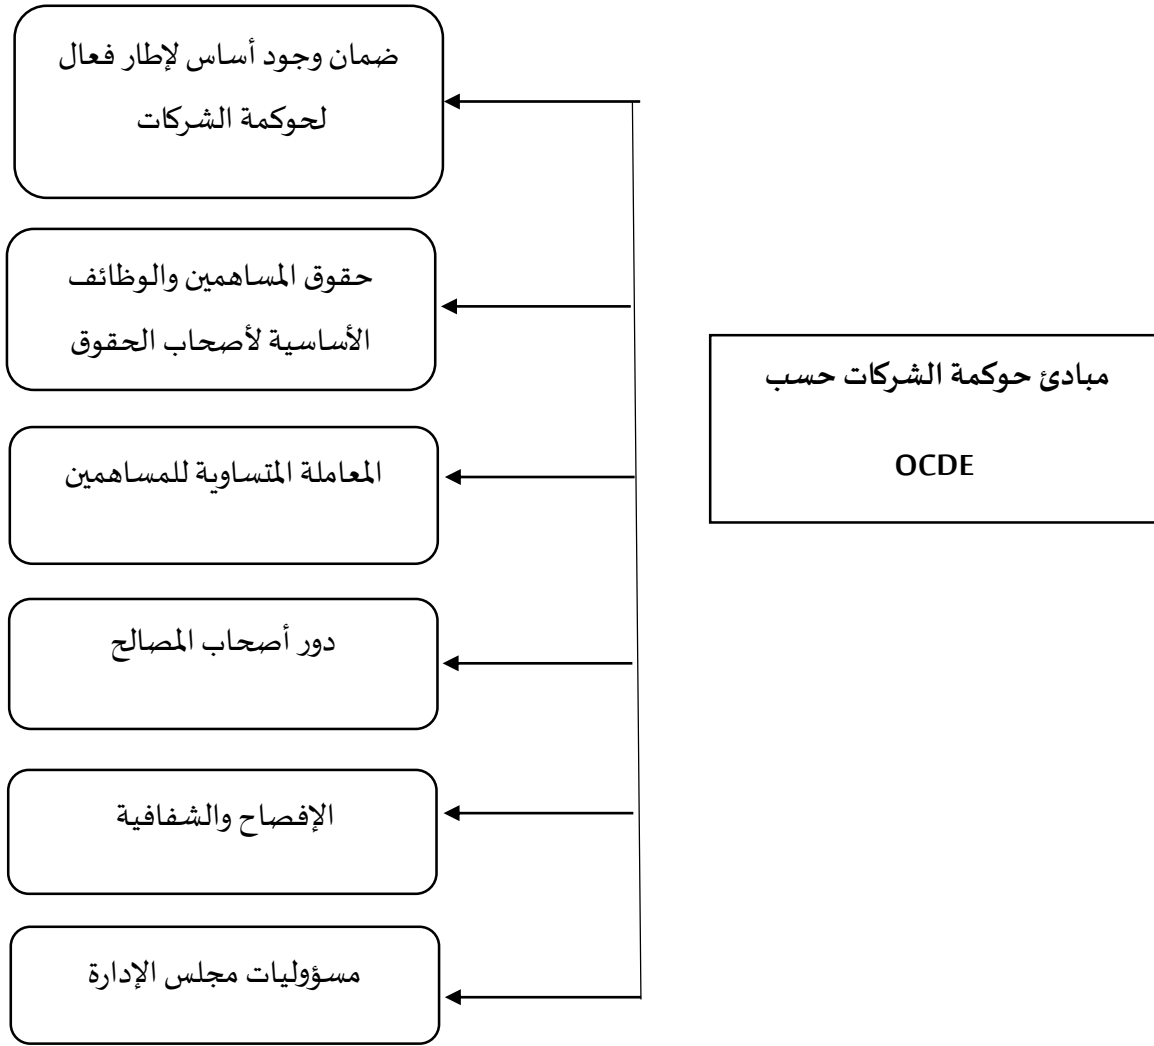 مبادئ حوكمة الشركات حسب
OCDE
ضمان وجود أساس لإطار فعال
لحوكمة الشركات
حقوق المساهمين والوظائف
الأساسية لأصحاب الحقوق
المعاملة المتساوية للمساهمين
دور أصحاب المصالح
الإفصاح والشفافية
مسؤوليات مجلس الإدارة